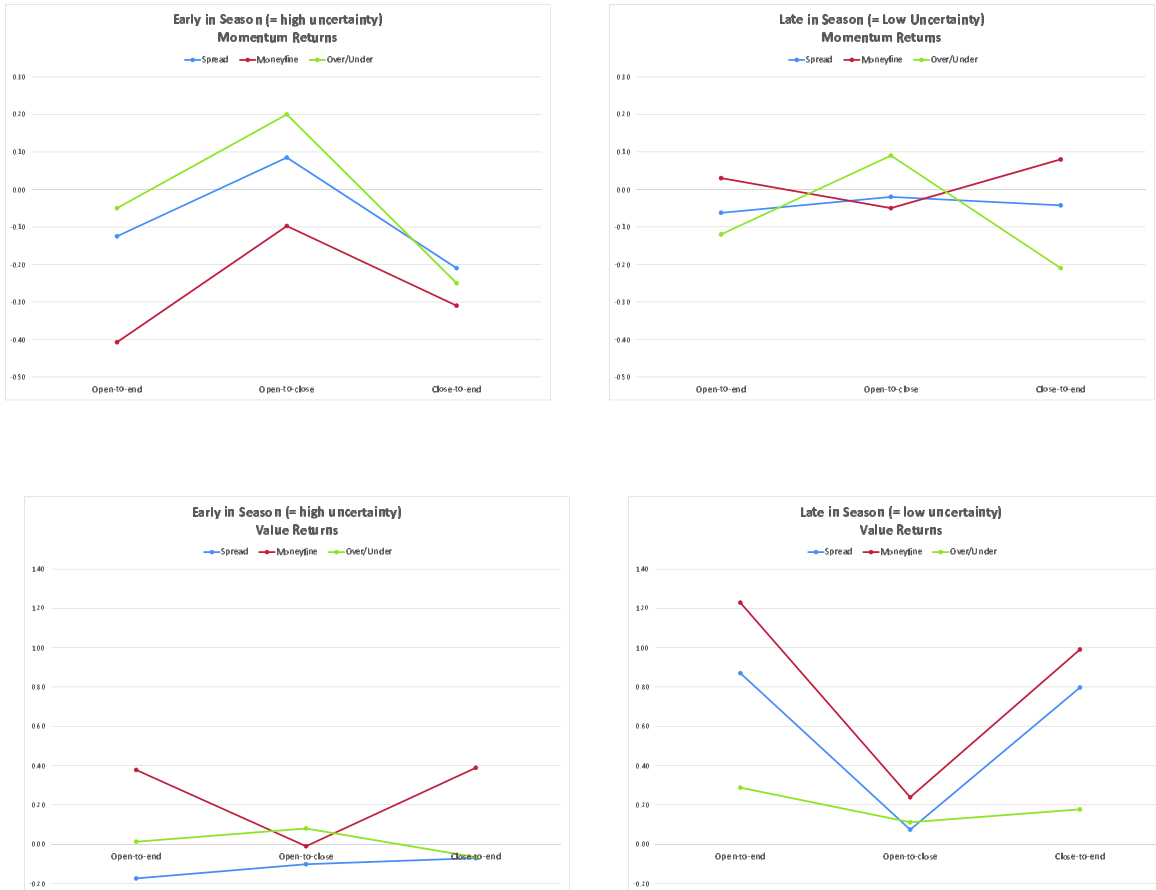 Early in Season (= high uncertainty)
Momentum Returns
Spread Moneyline Over/Under
0.30
0.20
0.10
0.00
-0.10
-0.20
-0.30
-0.40
-0.50
Open-to-end Open-to-close Close-to-end
Late in Season (= Low Uncertainty)
Momentum Returns
Spread Moneyline Over/Under
0.30
0.20
0.10
0.00
-0.10
-0.20
-0.30
-0.40
-0.50
Open-to-end Open-to-close Close-to-end
Early in Season (= high uncertainty)
Value Returns
Spread Moneyline Over/Under
1.40
1.20
1.00
0.80
0.60
0.40
0.20
0.00
Open-to-end Open-to-close Close-to-end
-0.20
Late in Season (= low uncertainty)
Value Returns
Spread Moneyline Over/Under
1.40
1.20
1.00
0.80
0.60
0.40
0.20
0.00
Open-to-end Open-to-close Close-to-end
-0.20